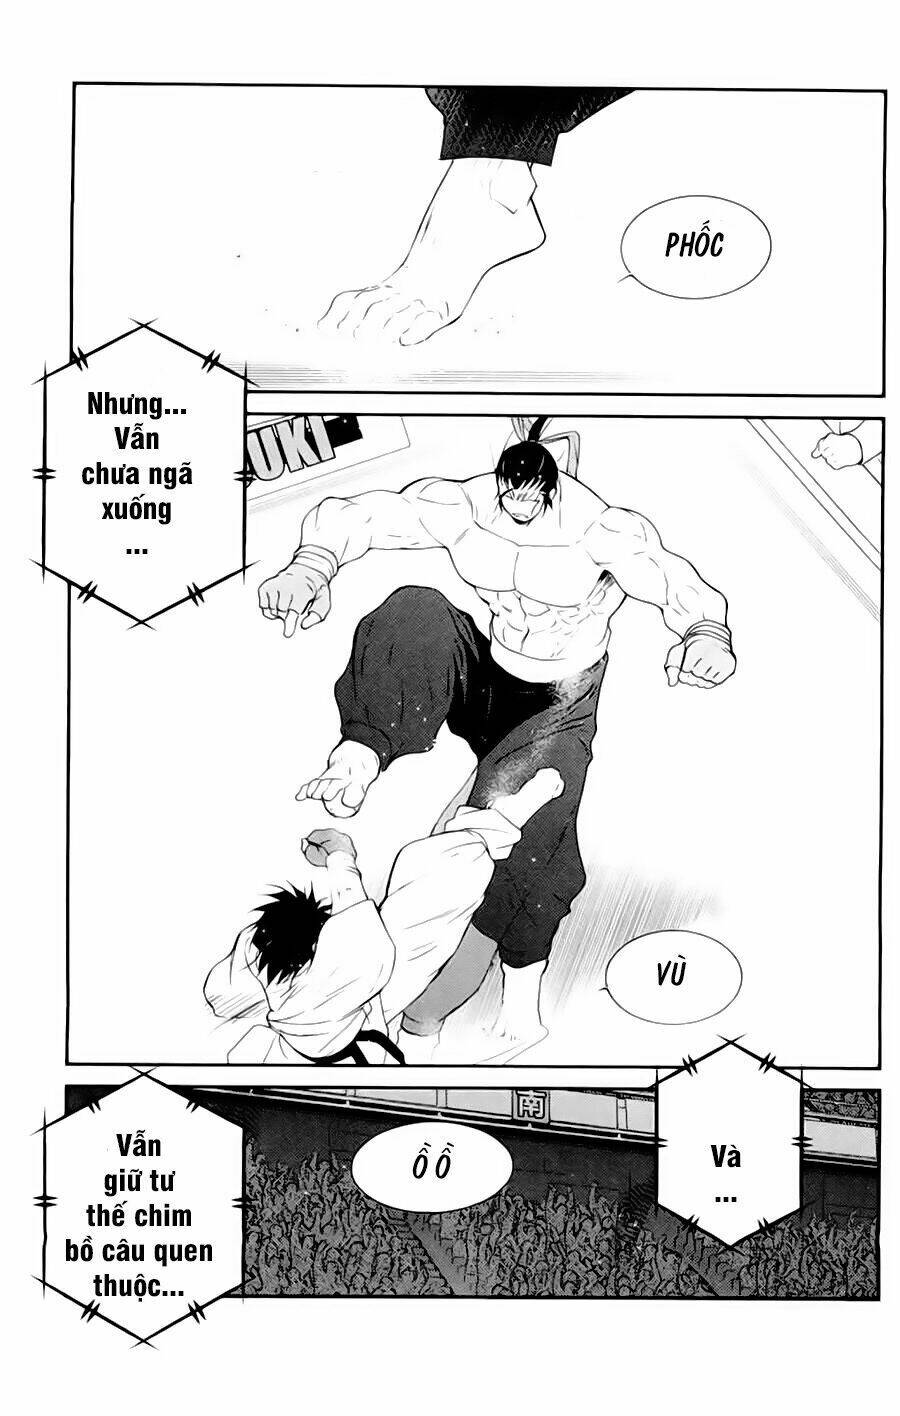 PHỐC
Nhưng...
Vẫn
chưa ngã
xuống
...
UKI
VÙ
南
Và
...
Ồ Ồ
Vẫn
giữ tư
thế chim
bồ câu quen
thuộc...